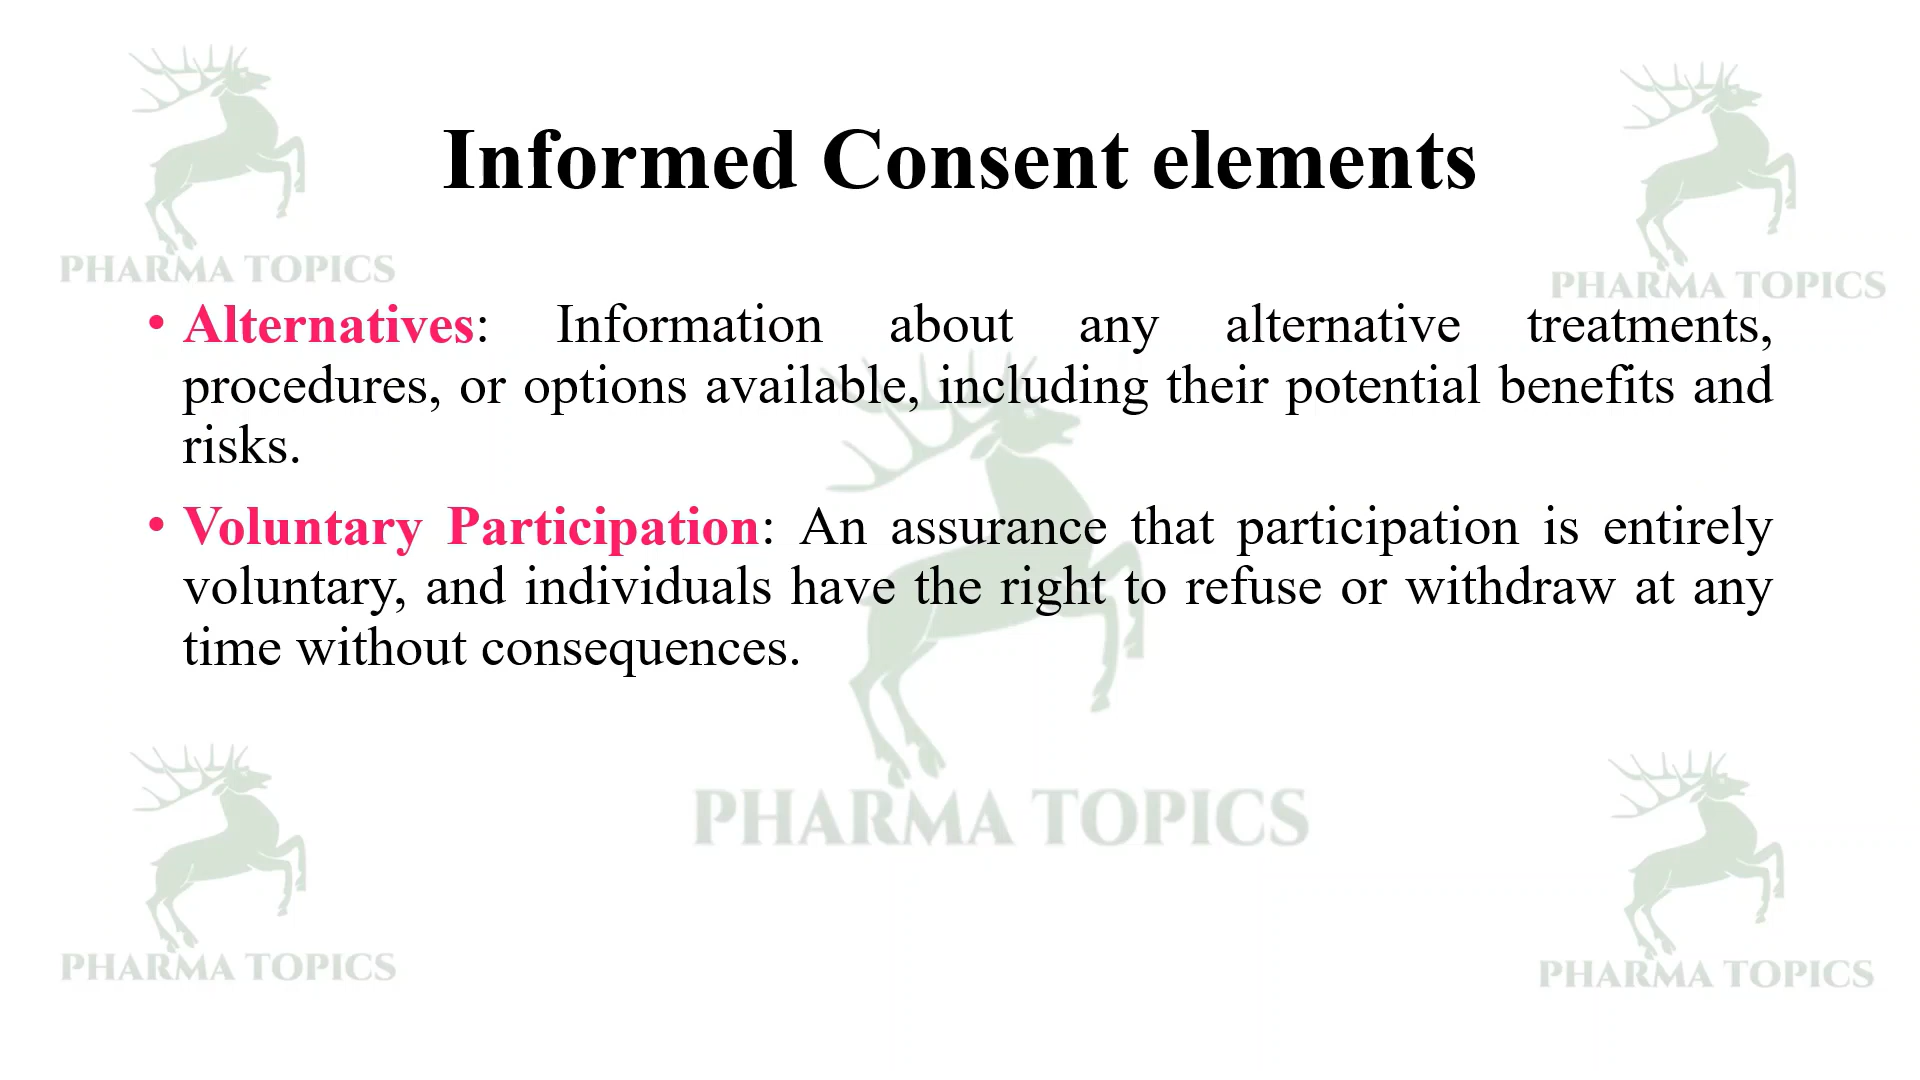 Informed Consent elements
PHARMA TOPICS
PHARMA TOPICS
• Alternatives: Information about any alternative treatments,
procedures, or options available, including their potential benefits and
risks.
• Voluntary Participation: An assurance that participation is entirely
voluntary, and individuals have the right to refuse or withdraw at any
time without consequences.
PHARMA TOPICS
PHARMA TOPICS
PHARMA TOPICS